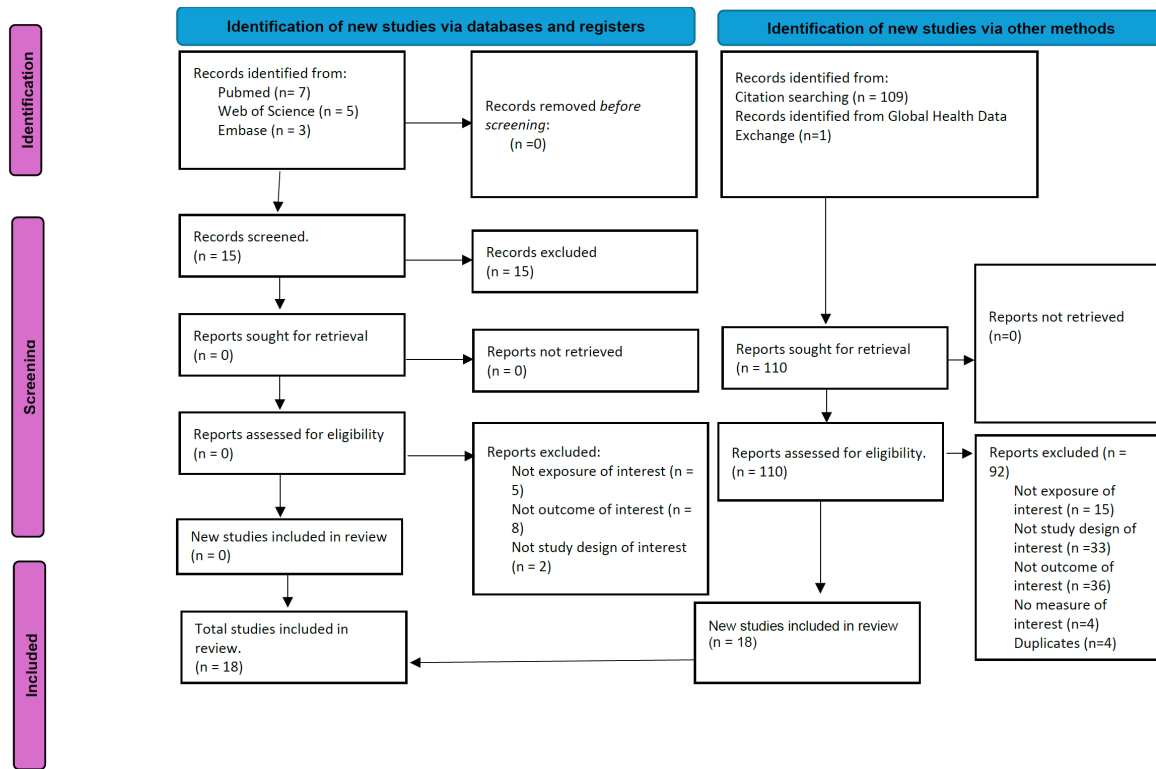 Identification of new studies via databases and registers
Identification of new studies via other methods
Identification
Records identified from:
Pubmed (n= 7)
Web of Science (n = 5)
Embase (n = 3)
Records removed before
screening:
(n =0)
Records identified from:
Citation searching (n = 109)
Records identified from Global Health Data
Exchange (n=1)
Screening
Records screened.
(n = 15)
Records excluded
(n = 15)
Reports sought for retrieval
(n = 0)
Reports not retrieved
(n = 0)
Reports sought for retrieval
(n = 110
Reports not retrieved
(n=0)
Reports assessed for eligibility
(n = 0)
Reports excluded:
Not exposure of interest (n =
5)
Not outcome of interest (n =
8)
Not study design of interest
(n = 2)
Reports assessed for eligibility.
(n = 110)
Reports excluded (n =
92)
Not exposure of
interest (n = 15)
Not study design of
interest (n =33)
Not outcome of
interest (n =36)
No measure of
interest (n=4)
Duplicates (n=4)
New studies included in review
(n = 0)
Included
Total studies included in
review.
(n = 18)
New studies included in review
(n = 18)